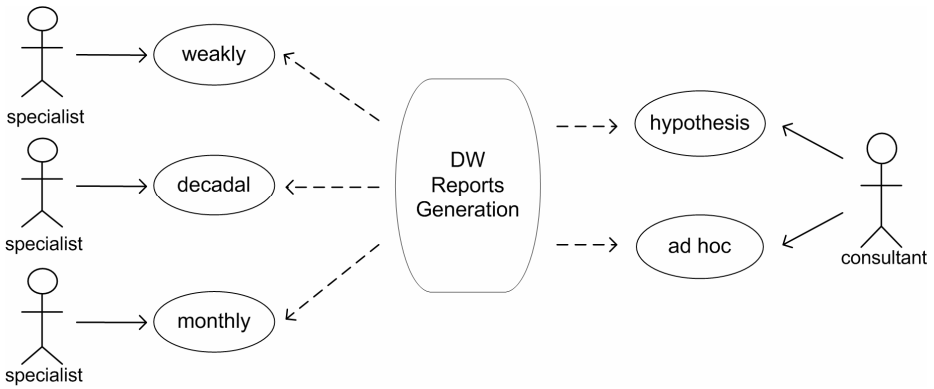 weakly
specialist
decadal
specialist
monthly
specialist
DW
Reports
Generation
hypothesis
ad hoc
consultant